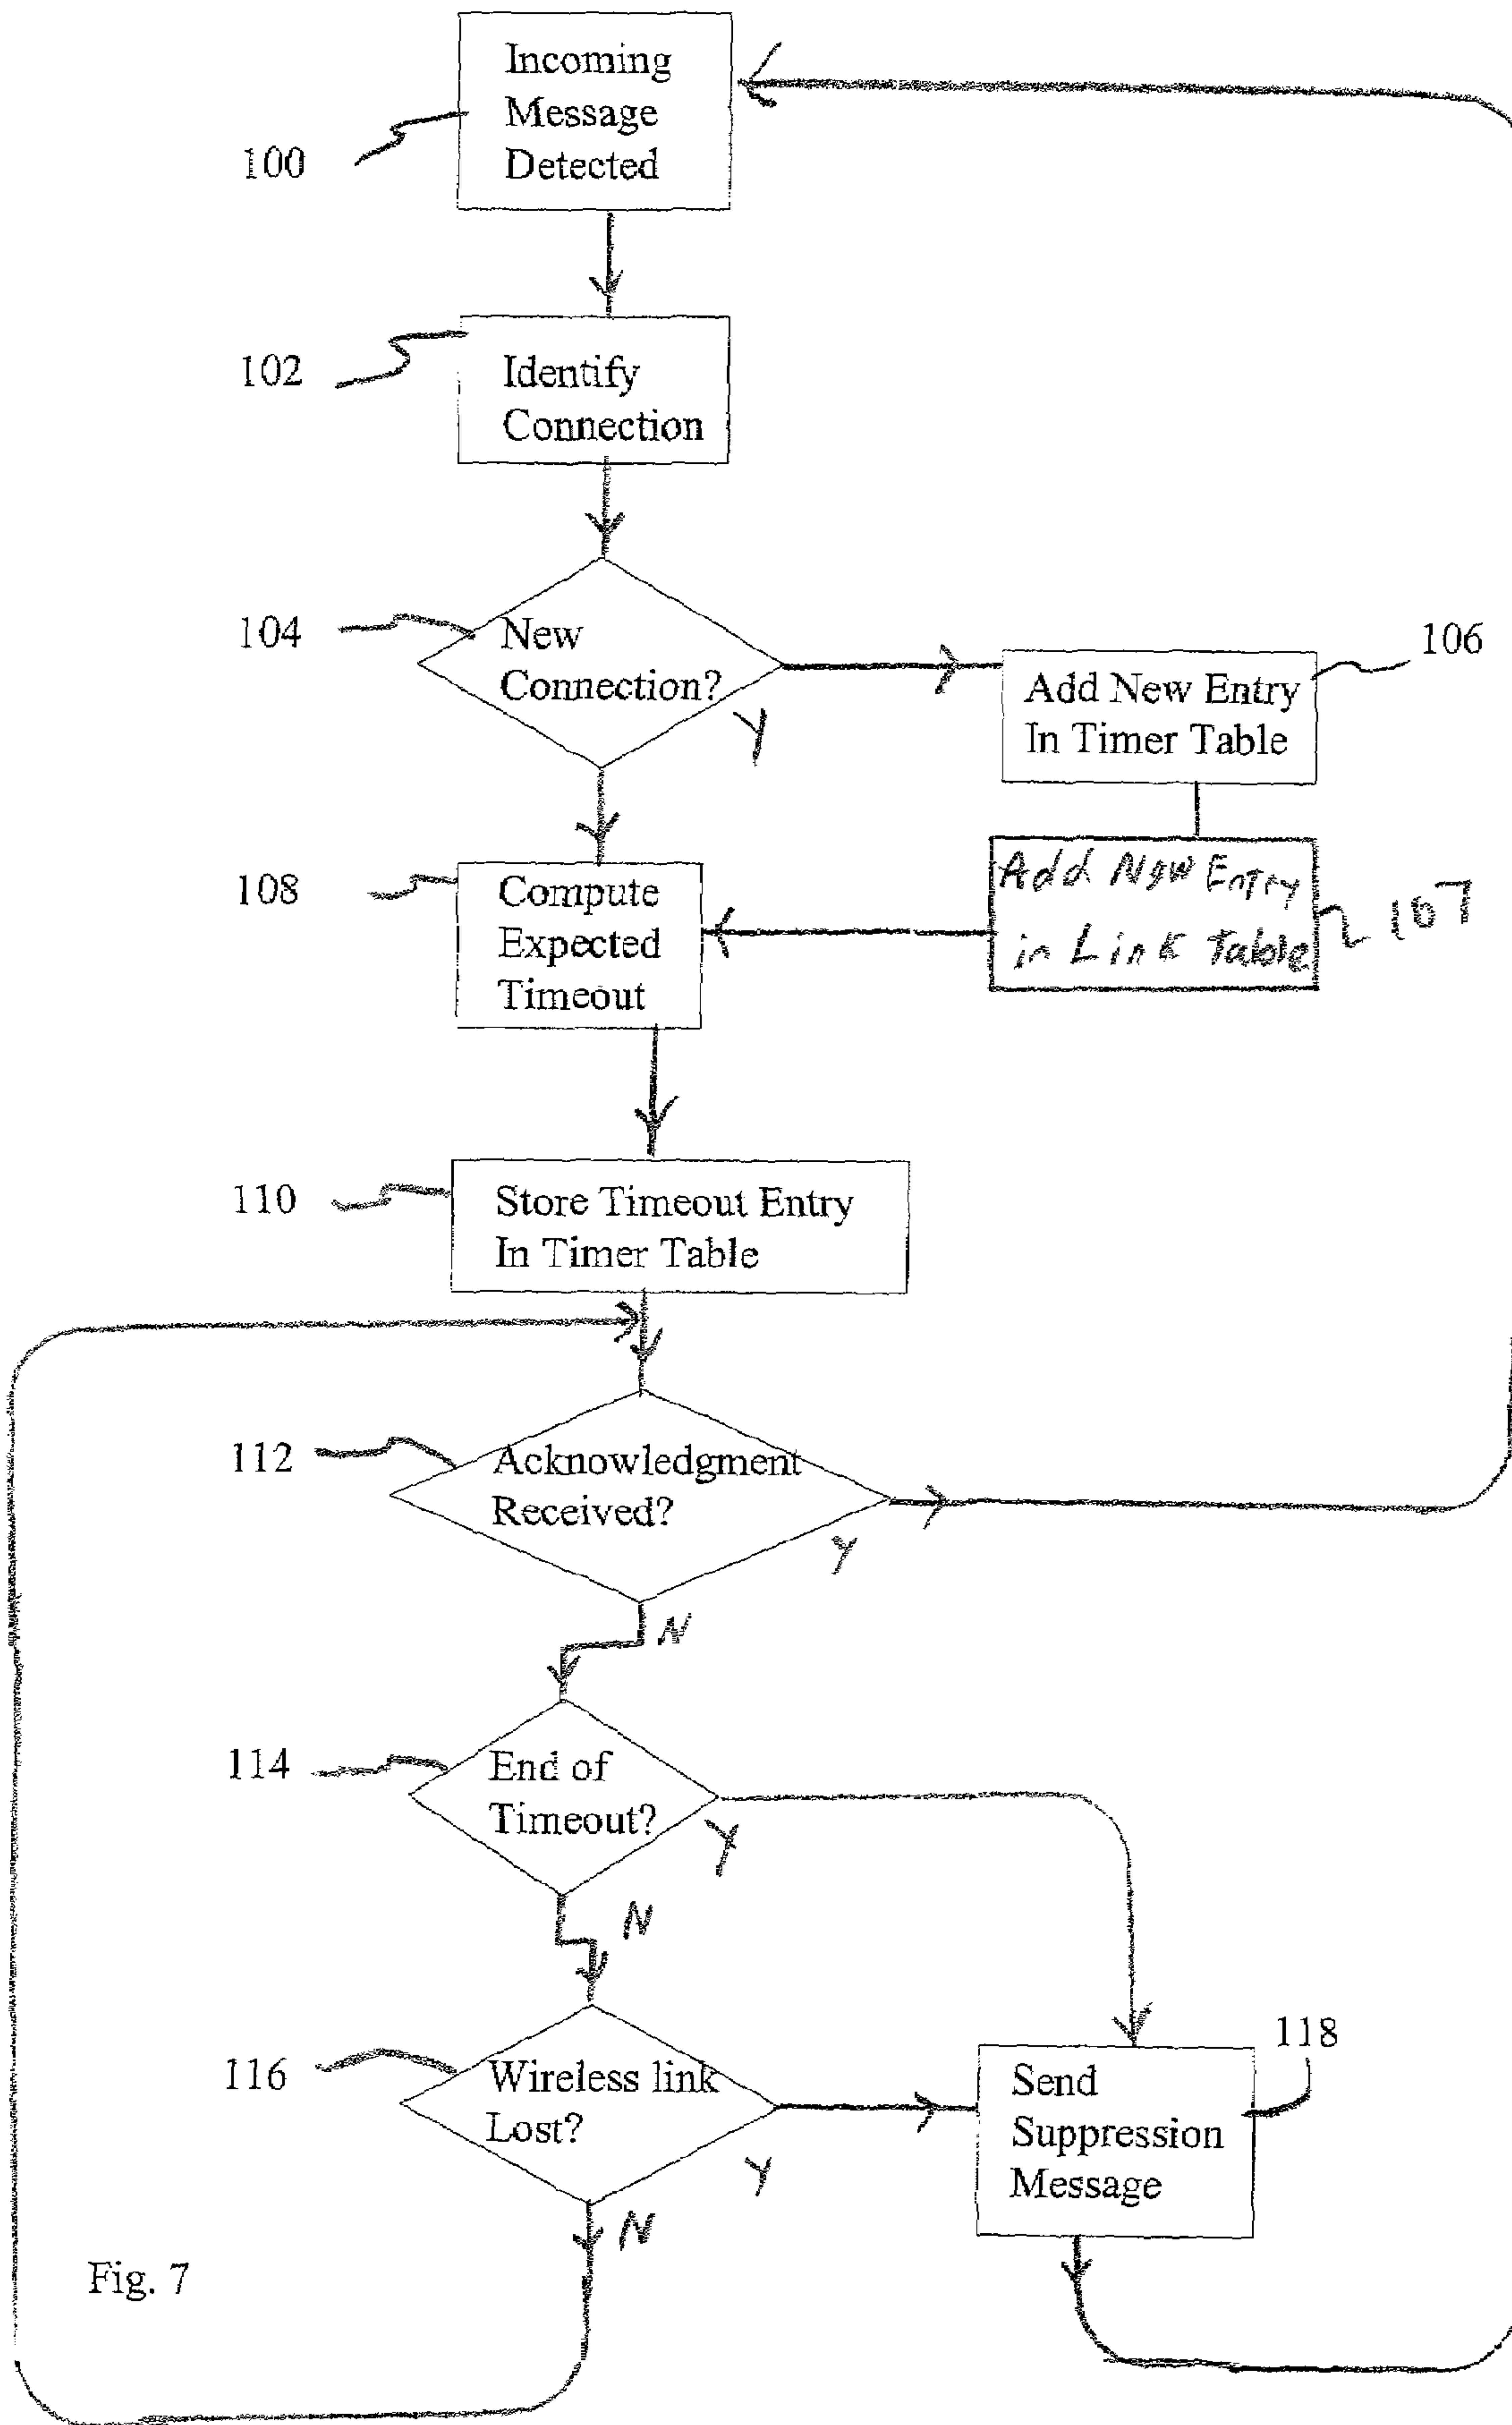 Incoming
Message
Detected
100
Identify
Connection
102
New
Connection?
104
Y
Add New Entry
In Timer Table
106
Add New Entry
in Link Table
107
Compute
Expected
Timeout
108
Store Timeout Entry
In Timer Table
110
Acknowledgment
Received?
112
Y
N
End of
Timeout?
114
Y
N
Wireless link
Lost?
116
Y
N
Send
Suppression
Message
118
Fig. 7